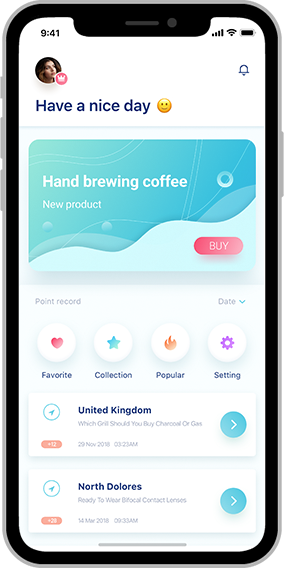 9:41
Have a nice day 🙂
Hand brewing coffee
New product
BUY
Point record
Date
Favorite
Collection
Popular
Setting
United Kingdom
Which Grill Should You Buy Charcoal Or Gas
+12
29 Nov 2018 03:23AM
North Dolores
Ready To Wear Bifocal Contact Lenses
+28
14 Mar 2018 09:33AM